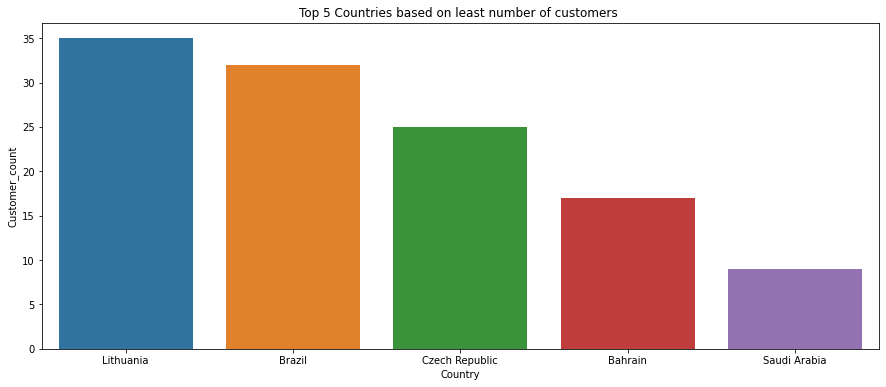 Top 5 Countries based on least number of customers
Customer_count
35
30
25
20
15
10
5
0
Lithuania
Brazil
Czech Republic
Bahrain
Saudi Arabia
Country